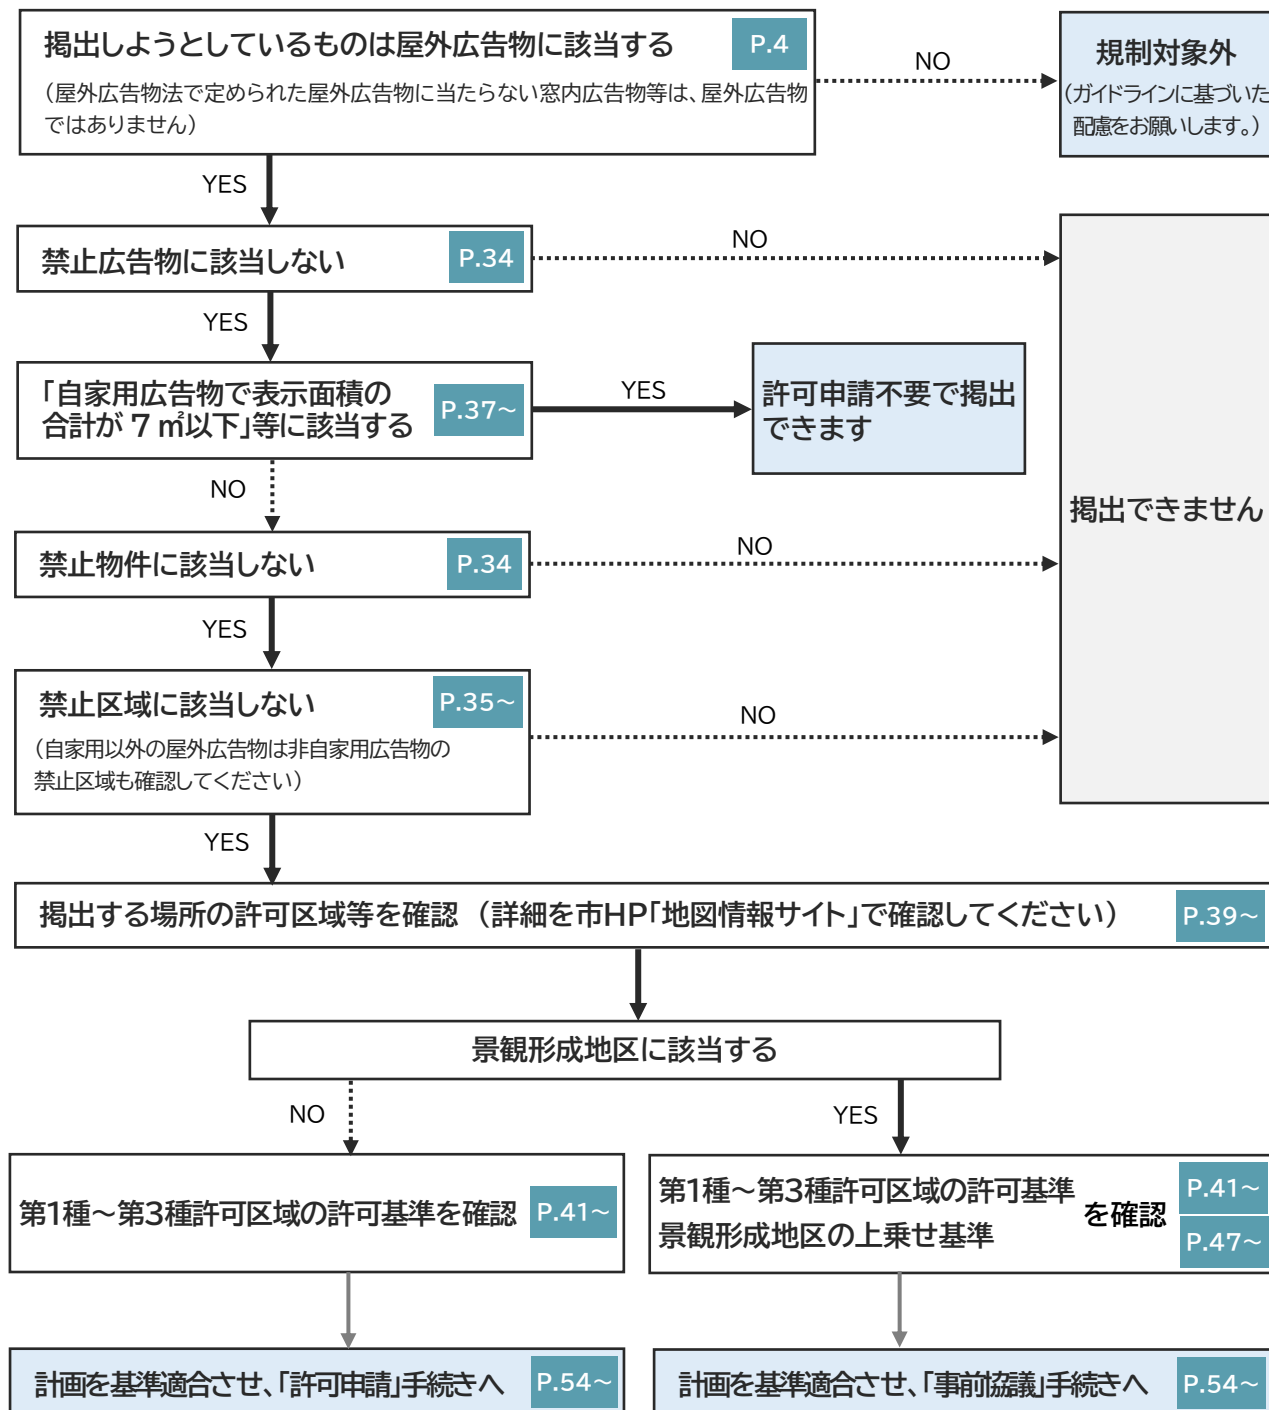 掲出しようとしているものは屋外広告物に該当する
P.4
(屋外広告物法で定められた屋外広告物に当たらない窓内広告物等は、屋外広告物
ではありません)
NO
規制対象外
(ガイドラインに基づいた
配慮をお願いします。)
YES
禁止広告物に該当しない
P.34
NO
YES
「自家用広告物で表示面積の
合計が 7 ㎡以下」等に該当する
P.37~
YES
許可申請不要で掲出
できます
掲出できません
NO
禁止物件に該当しない
P.34
NO
YES
禁止区域に該当しない
P.35~
(自家用以外の屋外広告物は非自家用広告物の
禁止区域も確認してください)
NO
YES
掲出する場所の許可区域等を確認 (詳細を市HP「地図情報サイト」で確認してください)
P.39~
景観形成地区に該当する
NO
YES
第1種~第3種許可区域の許可基準を確認
P.41~
第1種~第3種許可区域の許可基準
景観形成地区の上乗せ基準
を確認
P.41~
P.47~
計画を基準適合させ、「許可申請」手続きへ
P.54~
計画を基準適合させ、「事前協議」手続きへ
P.54~